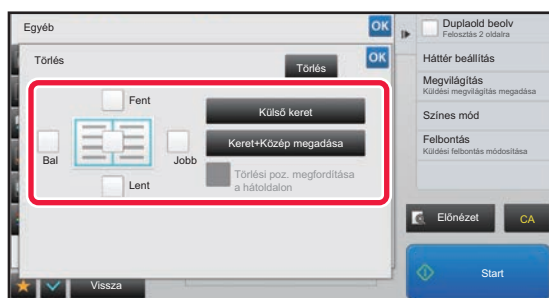 Egyéb
OK
Törlés
Törlés
OK
Fent
Bal
Jobb
Lent
Külső keret
Keret+Közép megadása
Törlési poz. megfordítása
a hátoldalon
Vissza
Duplaold beolv
Felosztás 2 oldalra
Háttér beállítás
Megvilágítás
Küldési megvilágítás megadása
Színes mód
Felbontás
Küldési felbontás módosítása
Előnézet
CA
Start